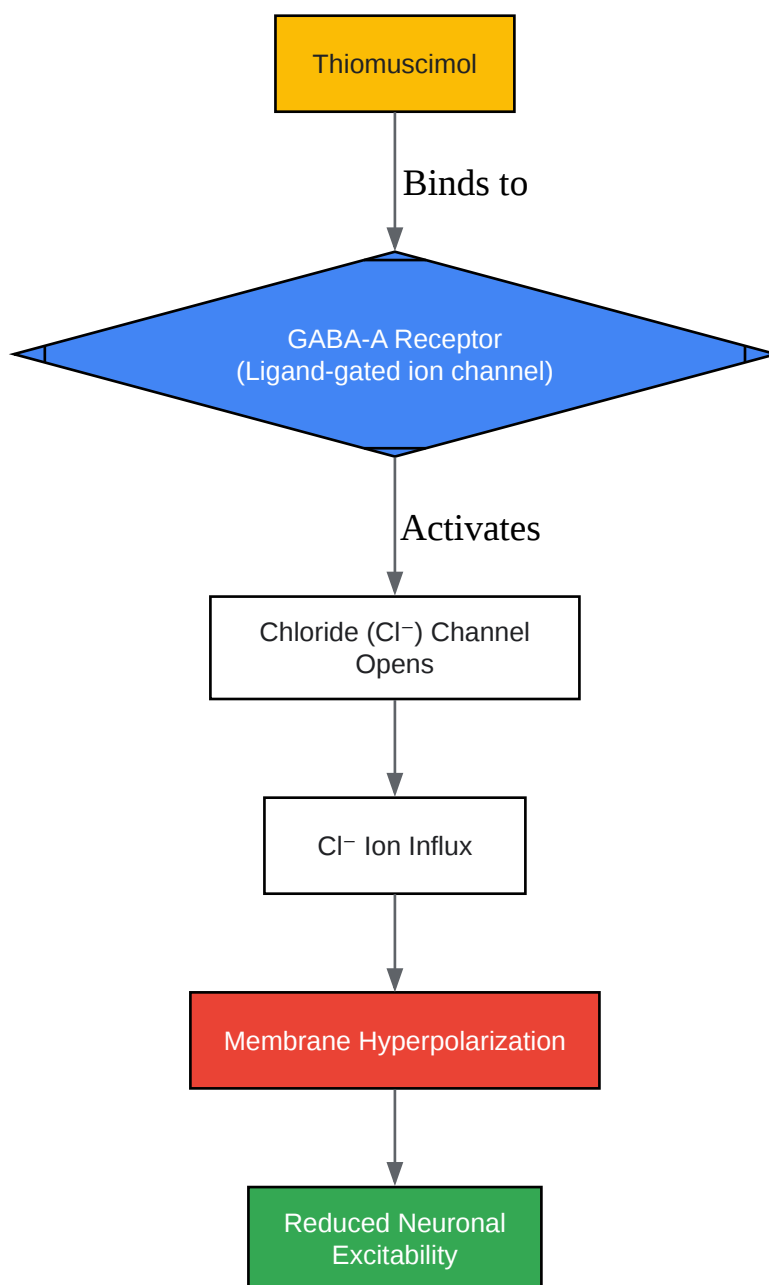 Thiomuscimol
Binds to
GABA-A Receptor
(Ligand-gated ion channel)
Activates
Chloride (Cl⁻) Channel
Opens
Cl⁻ Ion Influx
Membrane Hyperpolarization
Reduced Neuronal
Excitability